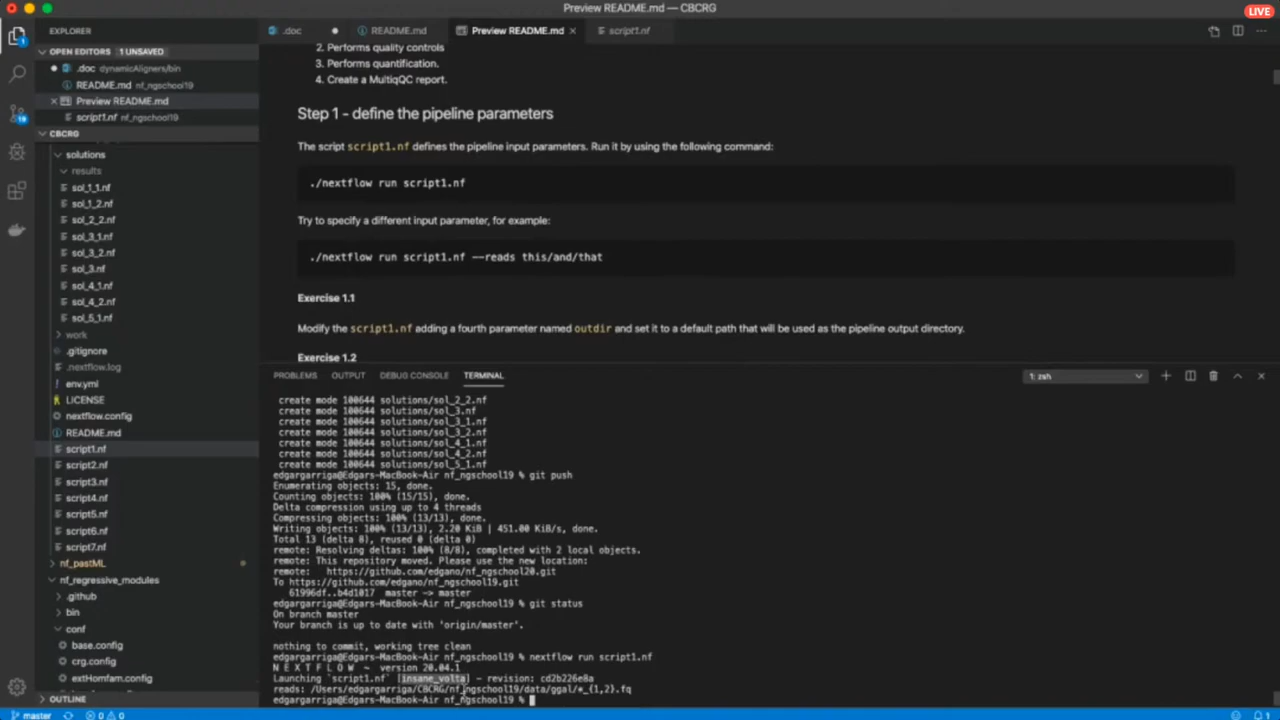 Preview README.md — CBCRG
LIVE
EXPLORER
.doc
README.md
Preview README.md
script1.nf
OPEN EDITORS 1 UNSAVED
.doc dynamicAligners/bin
README.md nf_ngschool19
Preview README.md
script1.nf nf_ngschool19
CBCRG
solutions
results
sol_1_1.nf
sol_1_2.nf
sol_2_2.nf
sol_3_1.nf
sol_3_2.nf
sol_3.nf
sol_4_1.nf
sol_4_2.nf
sol_5_1.nf
work
.gitignore
.nextflow.log
env.yml
LICENSE
nextflow.config
README.md
script1.nf
script2.nf
script3.nf
script4.nf
script5.nf
script6.nf
script7.nf
nf_pastML
nf_regressive_modules
.github
bin
conf
base.config
crg.config
extHomfam.config
OUTLINE
2. Performs quality controls
3. Performs quantification.
4. Create a MultiqQC report.
Step 1 - define the pipeline parameters
The script script1.nf defines the pipeline input parameters. Run it by using the following command:
./nextflow run script1.nf
Try to specify a different input parameter, for example:
./nextflow run script1.nf --reads this/and/that
Exercise 1.1
Modify the script1.nf adding a fourth parameter named outdir and set it to a default path that will be used as the pipeline output directory.
Exercise 1.2
PROBLEMS OUTPUT DEBUG CONSOLE TERMINAL
1: zsh
create mode 100644 solutions/sol_2_2.nf
create mode 100644 solutions/sol_3.nf
create mode 100644 solutions/sol_3_1.nf
create mode 100644 solutions/sol_3_2.nf
create mode 100644 solutions/sol_4_1.nf
create mode 100644 solutions/sol_4_2.nf
create mode 100644 solutions/sol_5_1.nf
edgargarriga@Edgars-MacBook-Air nf_ngschool19 % git push
Enumerating objects: 15, done.
Counting objects: 100% (15/15), done.
Delta compression using up to 4 threads
Compressing objects: 100% (13/13), done.
Writing objects: 100% (13/13), 2.20 KiB | 451.00 KiB/s, done.
Total 13 (delta 8), reused 0 (delta 0)
remote: Resolving deltas: 100% (8/8), completed with 2 local objects.
remote: This repository moved. Please use the new location:
remote: https://github.com/edgano/nf_ngschool20.git
To https://github.com/edgano/nf_ngschool19.git
61996df..b4d1017 master -> master
edgargarriga@Edgars-MacBook-Air nf_ngschool19 % git status
On branch master
Your branch is up to date with 'origin/master'.
nothing to commit, working tree clean
edgargarriga@Edgars-MacBook-Air nf_ngschool19 % nextflow run script1.nf
N E X T F L O W ~ version 20.04.1
Launching `script1.nf` [insane_volta] - revision: cd2b226e8a
reads: /Users/edgargarriga/CBCRG/nf_ngschool19/data/ggal/*_{1,2}.fq
edgargarriga@Edgars-MacBook-Air nf_ngschool19 %
master 0 0 1